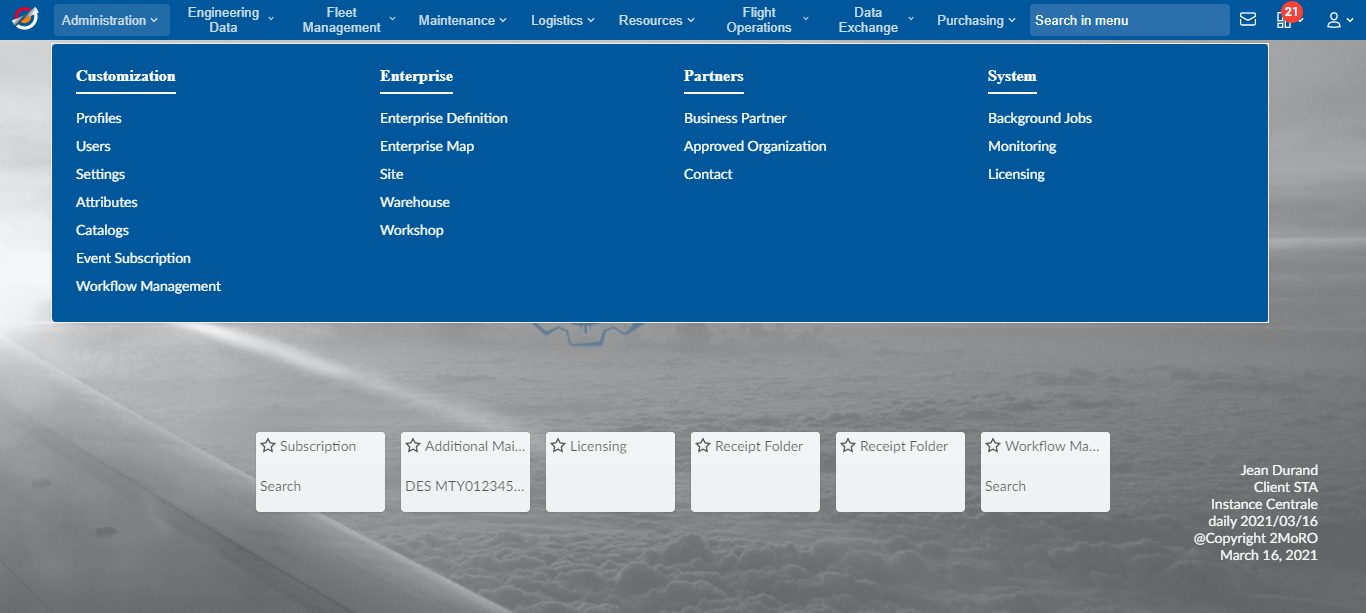 Administration
Engineering
Data
Fleet
Management
Maintenance
Logistics
Resources
Flight
Operations
Data
Exchange
Purchasing
Search in menu
21
Customization
Profiles
Users
Settings
Attributes
Catalogs
Event Subscription
Workflow Management
Enterprise
Enterprise Definition
Enterprise Map
Site
Warehouse
Workshop
Partners
Business Partner
Approved Organization
Contact
System
Background Jobs
Monitoring
Licensing
Subscription
Search
Additional Mai...
DES MTY012345...
Licensing
Receipt Folder
Receipt Folder
Workflow Ma...
Search
Jean Durand
Client STA
Instance Centrale
daily 2021/03/16
@Copyright 2MoRO
March 16, 2021